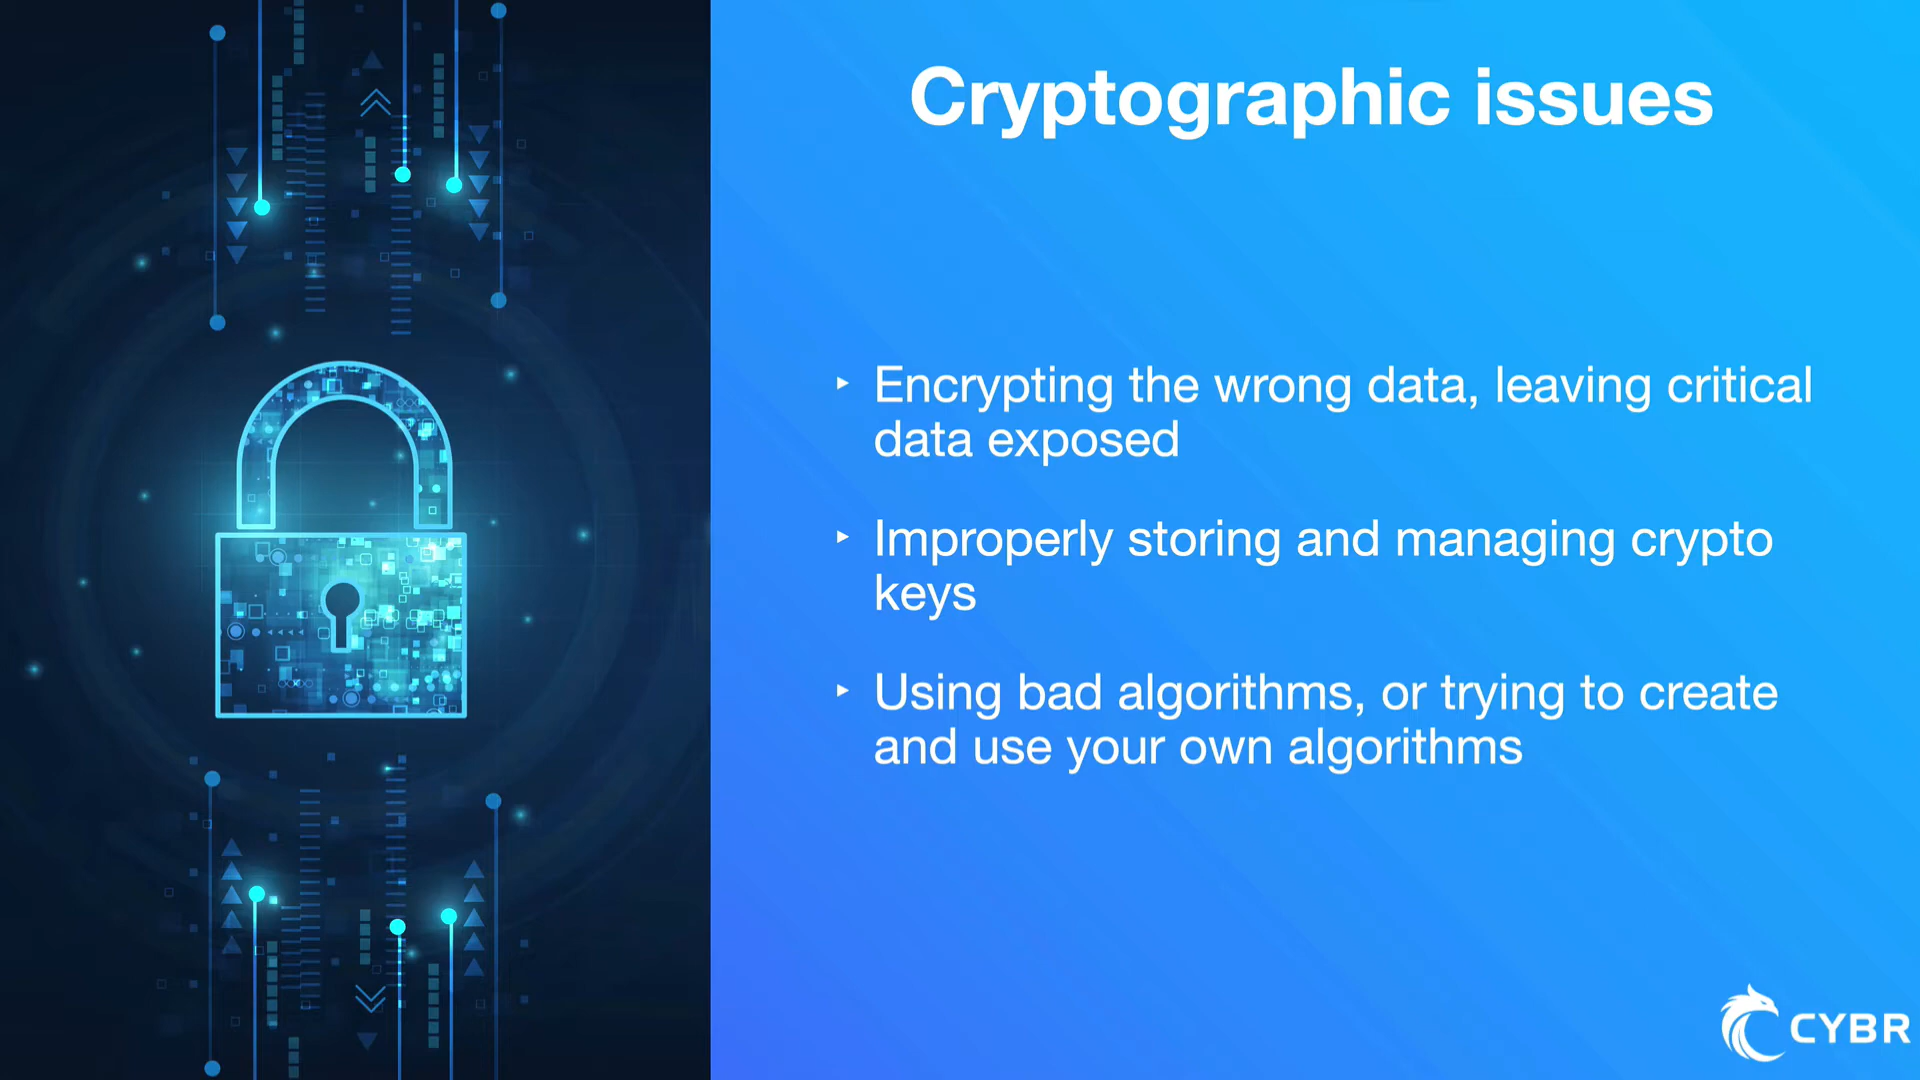 Cryptographic issues
‣ Encrypting the wrong data, leaving critical
data exposed
‣ Improperly storing and managing crypto
keys
‣ Using bad algorithms, or trying to create
and use your own algorithms
CYBR